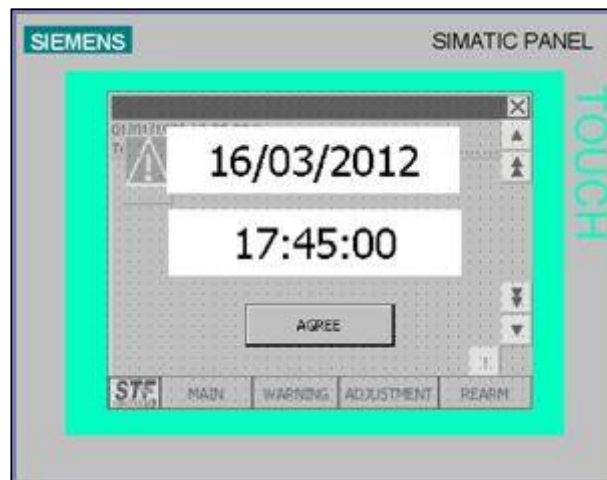 SIEMENS
SIMATIC PANEL
TOUCH
16/03/2012
17:45:00
AGREE
STF
MAIN
WARNING
ADJUSTMENT
REARM